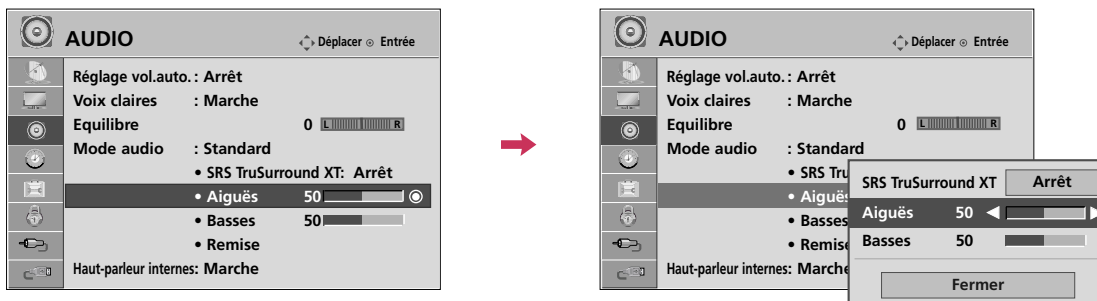 AUDIO Déplacer Entrée
Réglage vol.auto. : Arrêt
Voix claires : Marche
Equilibre 0 L R
Mode audio : Standard
• SRS TruSurround XT: Arrêt
• Aiguës 50
• Basses 50
• Remise
Haut-parleur internes: Marche
AUDIO Déplacer Entrée
Réglage vol.auto. : Arrêt
Voix claires : Marche
Equilibre 0 L R
Mode audio : Standard
• SRS Tru
• Aiguës
• Basses
• Remise
Haut-parleur internes: Marche
SRS TruSurround XT Arrêt
Aiguës 50
Basses 50
Fermer